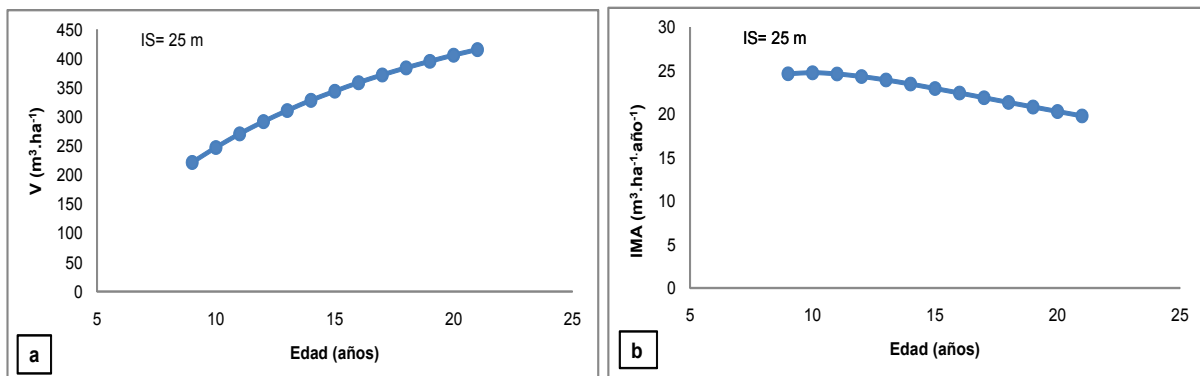 IS= 25 m
V (m³.ha⁻¹)
450
400
350
300
250
200
150
100
50
0
5 10 15 20 25
Edad (años)
a
IS= 25 m
IMA (m³.ha⁻¹.año⁻¹)
30
25
20
15
10
5
0
5 10 15 20 25
Edad (años)
b